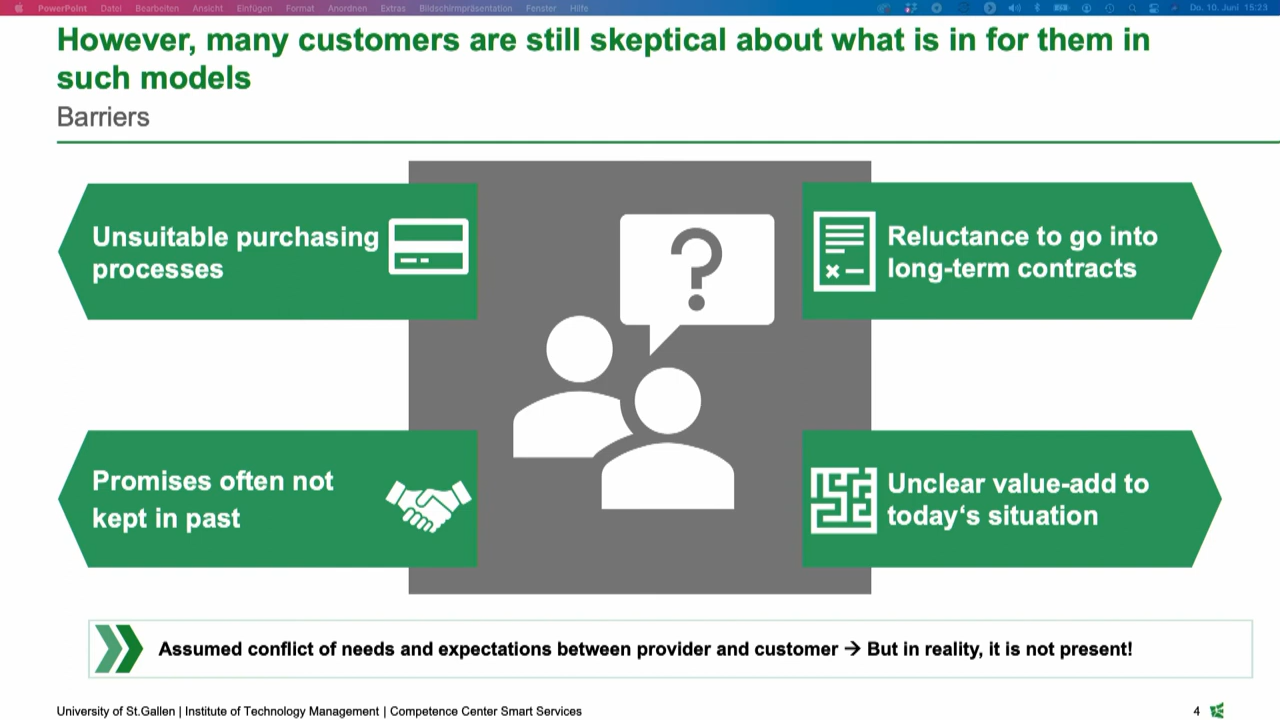 PowerPoint Datei Bearbeiten Ansicht Einfügen Format Anordnen Extras Bildschirmpräsentation Fenster Hilfe Do. 10. Juni 15:23
However, many customers are still skeptical about what is in for them in
such models
Barriers
Unsuitable purchasing
processes
?
Reluctance to go into
long-term contracts
Promises often not
kept in past
Unclear value-add to
today‘s situation
Assumed conflict of needs and expectations between provider and customer → But in reality, it is not present!
University of St.Gallen | Institute of Technology Management | Competence Center Smart Services 4